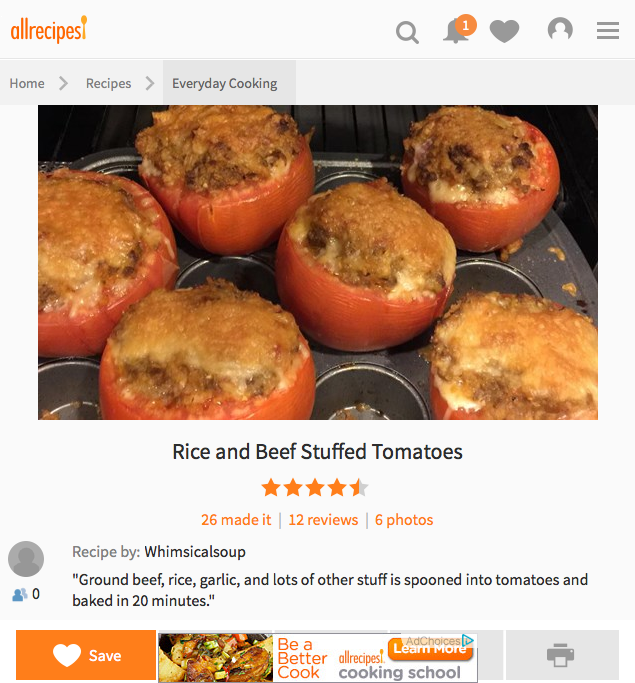 allrecipes!
1
Home
Recipes
Everyday Cooking
Rice and Beef Stuffed Tomatoes
26 made it | 12 reviews | 6 photos
Recipe by: Whimsicalsoup
0
"Ground beef, rice, garlic, and lots of other stuff is spooned into tomatoes and
baked in 20 minutes."
Save
Be a
Better
Cook
allrecipes!
cooking school
AdChoices
Learn More